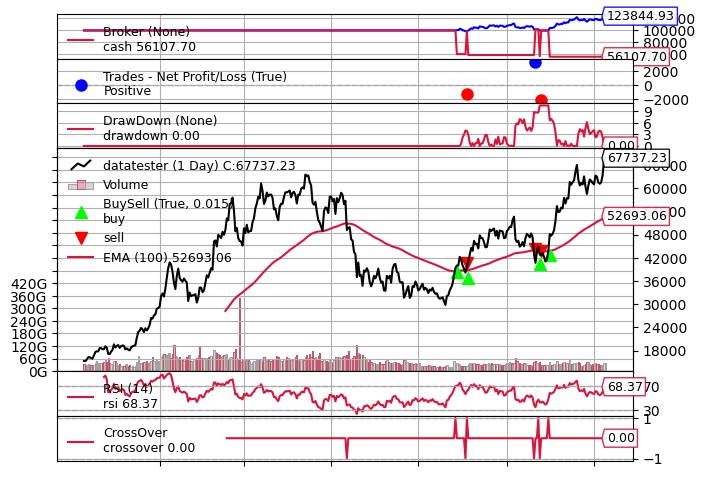 123844.93
Broker (None)
cash 56107.70
100000
80000
56107.70
Trades - Net Profit/Loss (True)
Positive
2000
0
−2000
DrawDown (None)
drawdown 0.00
9
6
3
0
0.00
datatester (1 Day) C:67737.23
67737.23
Volume
60000
BuySell (True, 0.015)
buy
52693.06
sell
48000
EMA (100) 52693.06
42000
36000
30000
24000
18000
420G
360G
300G
240G
180G
120G
60G
0G
RSI (14)
rsi 68.37
68.37
70
30
CrossOver
crossover 0.00
1
0.00
−1